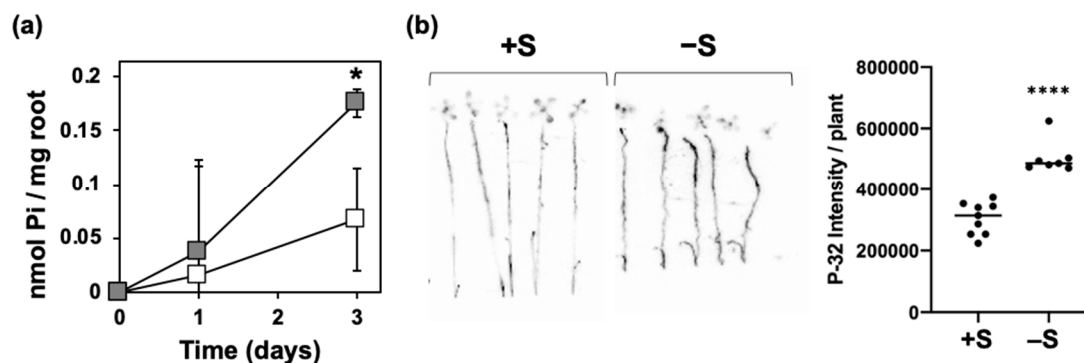 (a)
nmol Pi / mg root
0.2
0.15
0.1
0.05
0
*
0 1 2 3
Time (days)
(b)
+S –S
P-32 Intensity / plant
800000
600000
400000
200000
0
****
+S –S